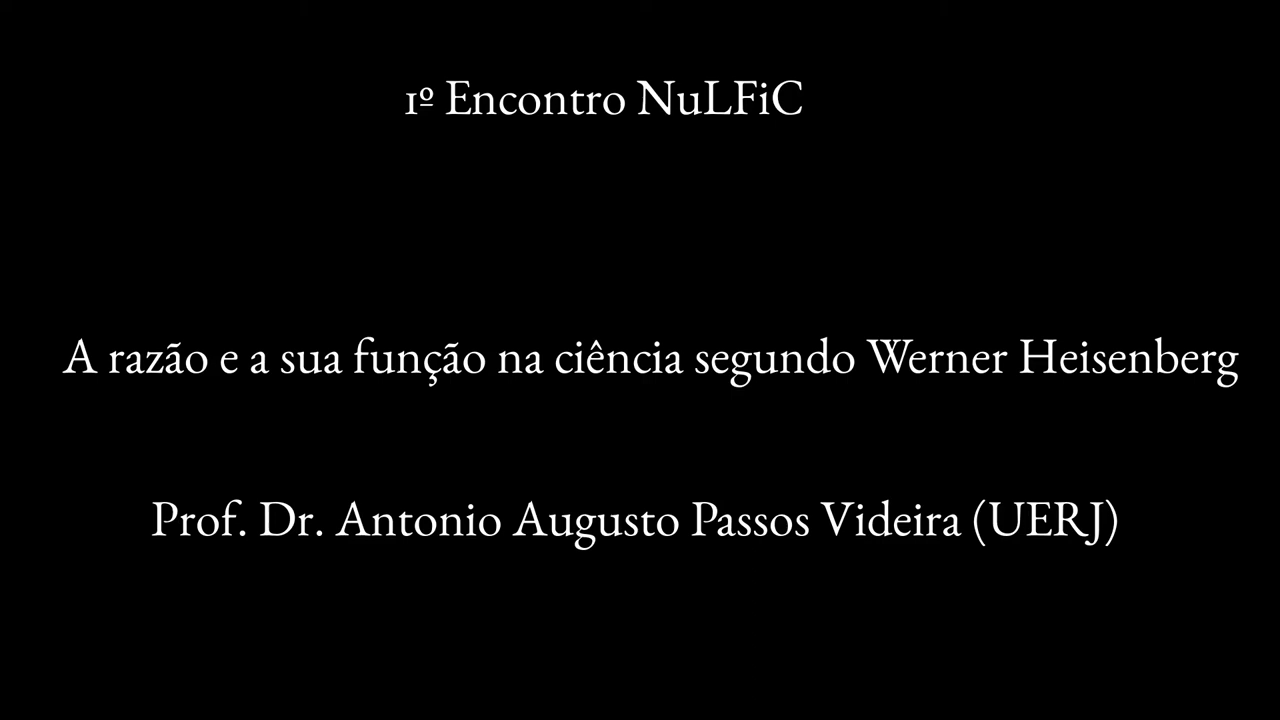 1º Encontro NuLFiC
A razão e a sua função na ciência segundo Werner Heisenberg
Prof. Dr. Antonio Augusto Passos Videira (UERJ)